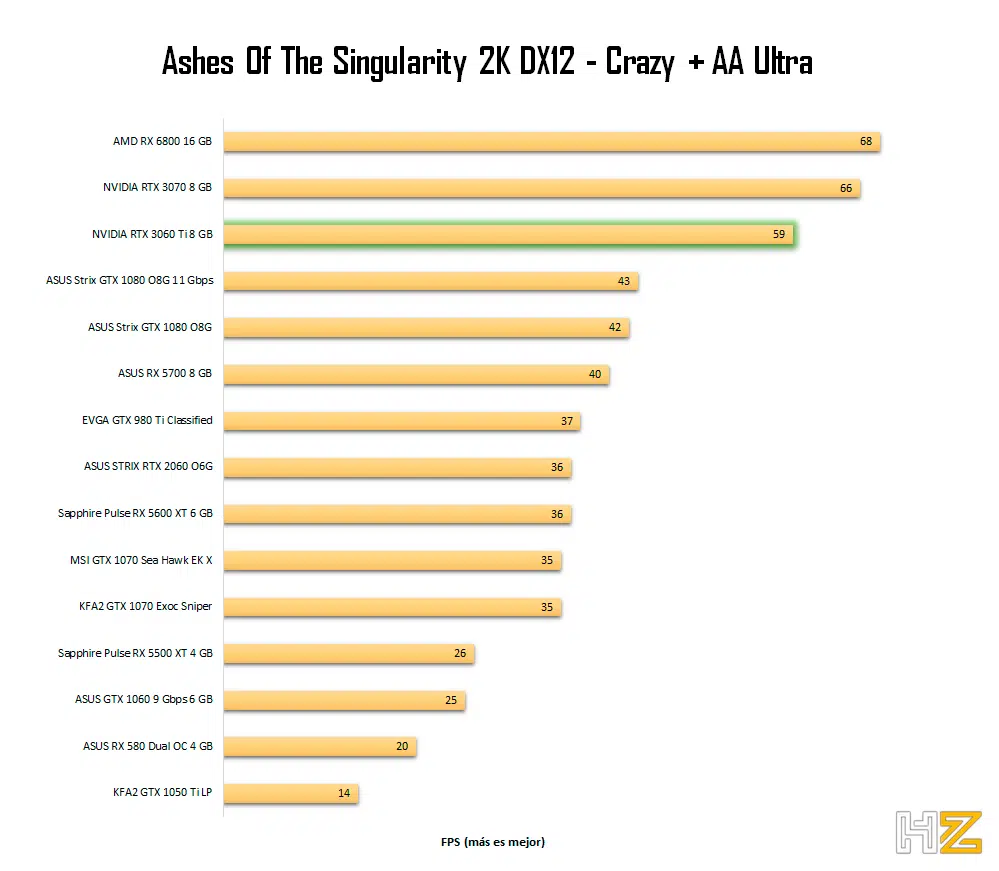 Ashes Of The Singularity 2K DX12 - Crazy + AA Ultra
AMD RX 6800 16 GB 68
NVIDIA RTX 3070 8 GB 66
NVIDIA RTX 3060 Ti 8 GB 59
ASUS Strix GTX 1080 O8G 11 Gbps 43
ASUS Strix GTX 1080 O8G 42
ASUS RX 5700 8 GB 40
EVGA GTX 980 Ti Classified 37
ASUS STRIX RTX 2060 O6G 36
Sapphire Pulse RX 5600 XT 6 GB 36
MSI GTX 1070 Sea Hawk EK X 35
KFA2 GTX 1070 Exoc Sniper 35
Sapphire Pulse RX 5500 XT 4 GB 26
ASUS GTX 1060 9 Gbps 6 GB 25
ASUS RX 580 Dual OC 4 GB 20
KFA2 GTX 1050 Ti LP 14
FPS (más es mejor)
HZ